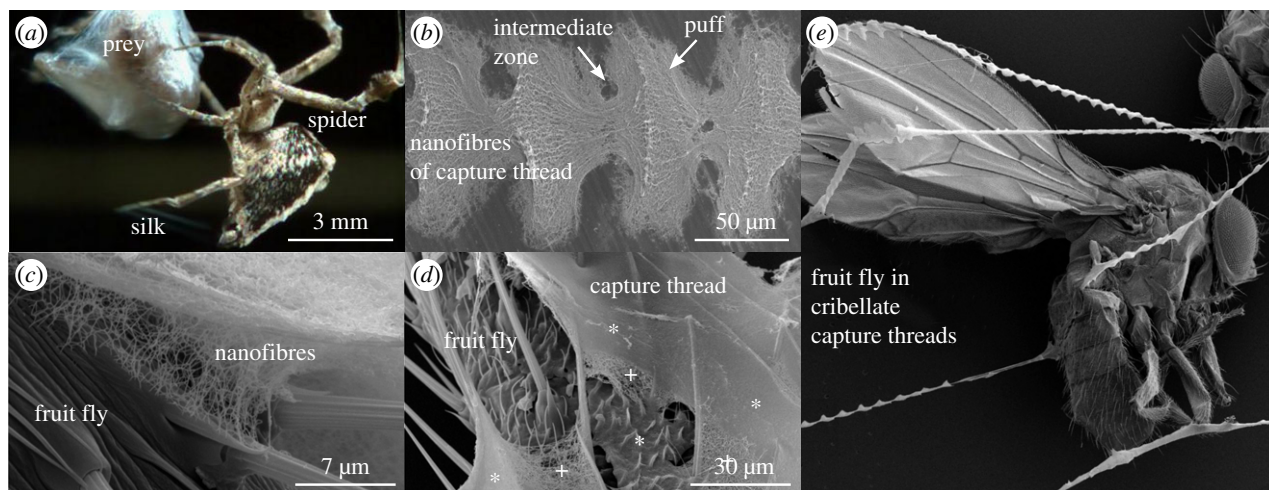 (a)
prey
spider
silk
3 mm
(b)
intermediate
zone
puff
nanofibres
of capture thread
50 µm
(c)
nanofibres
fruit fly
7 µm
(d)
capture thread
fruit fly
*
+
*
*
+
*
+
30 µm
(e)
fruit fly in
cribellate
capture threads